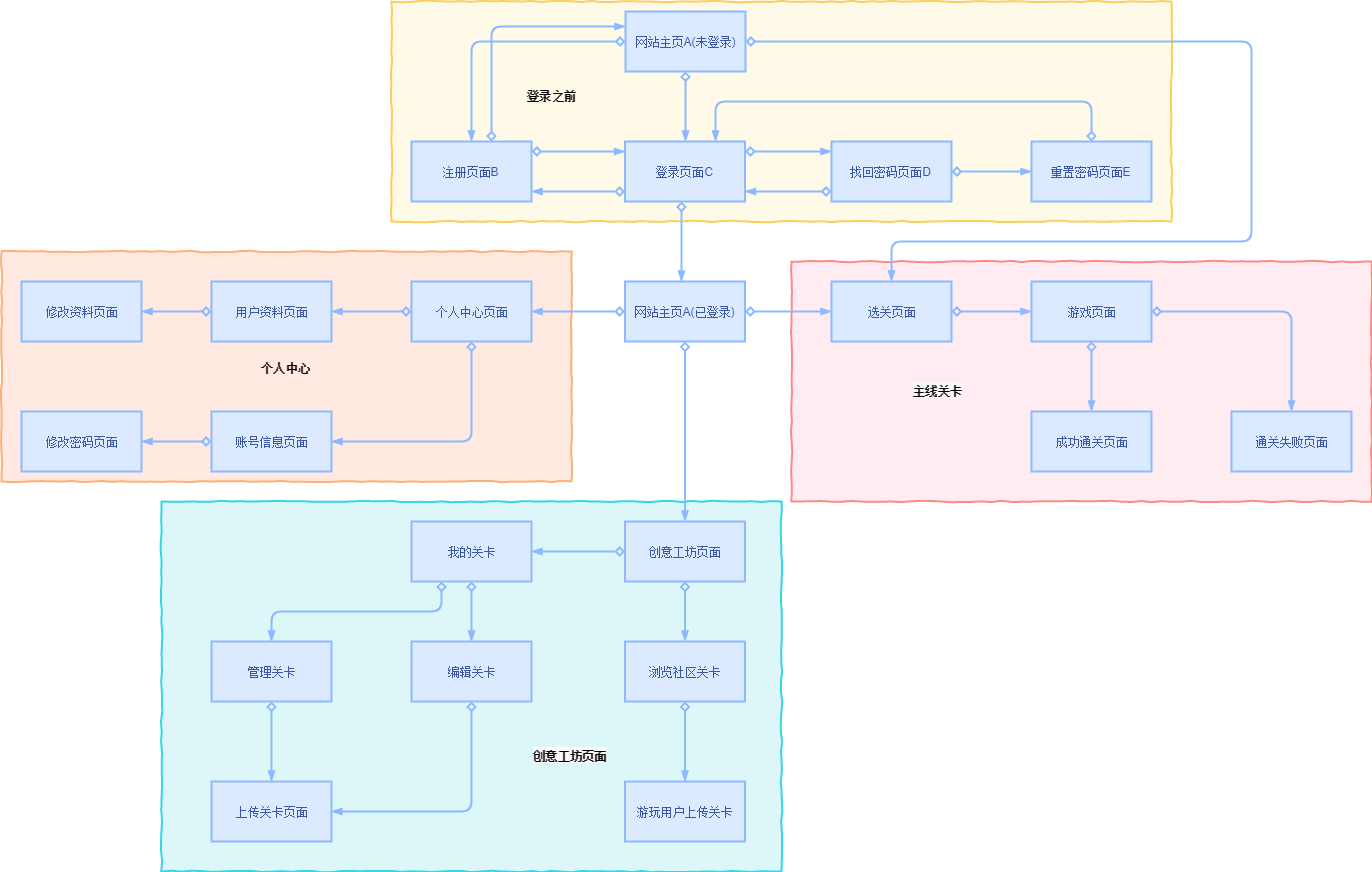 网站主页A(未登录)
登录之前
注册页面B
登录页面C
找回密码页面D
重置密码页面E
修改资料页面
用户资料页面
个人中心页面
网站主页A(已登录)
选关页面
游戏页面
个人中心
主线关卡
修改密码页面
账号信息页面
成功通关页面
通关失败页面
我的关卡
创意工坊页面
管理关卡
编辑关卡
浏览社区关卡
创意工坊页面
上传关卡页面
游玩用户上传关卡